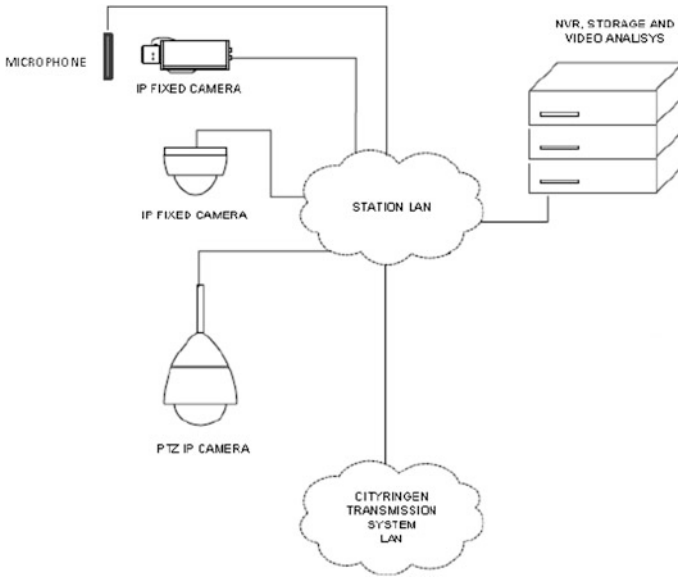 NVR, STORAGE AND
VIDEO ANALISYS
MICROPHONE
IP FIXED CAMERA
IP FIXED CAMERA
STATION LAN
PTZ IP CAMERA
CITYRINGEN
TRANSMISSION
SYSTEM
LAN